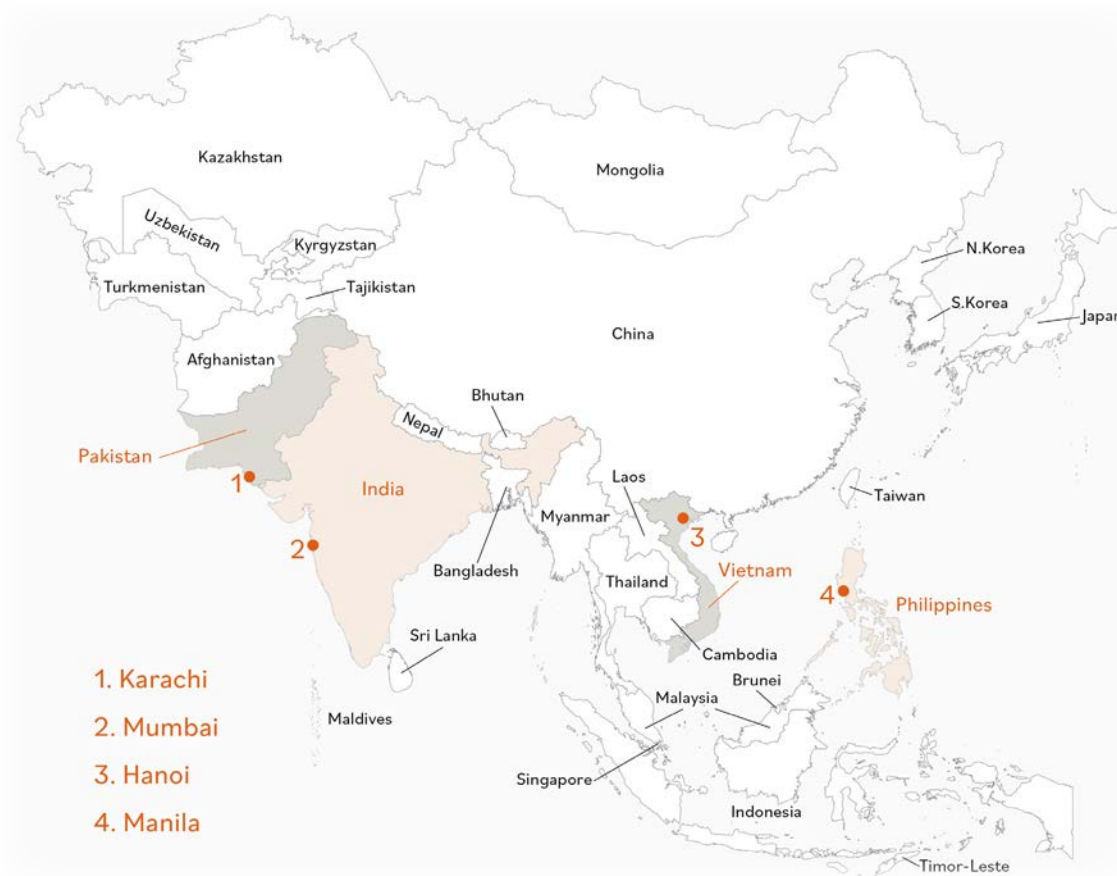 Kazakhstan
Mongolia
Uzbekistan
Kyrgyzstan
N.Korea
Turkmenistan
Tajikistan
S.Korea
Japan
China
Afghanistan
Bhutan
Nepal
Pakistan
Laos
1
India
Taiwan
Myanmar
3
2
Bangladesh
Thailand
Vietnam
4
Philippines
Sri Lanka
Cambodia
Brunei
1. Karachi
Malaysia
Maldives
2. Mumbai
3. Hanoi
Singapore
Indonesia
4. Manila
Timor-Leste